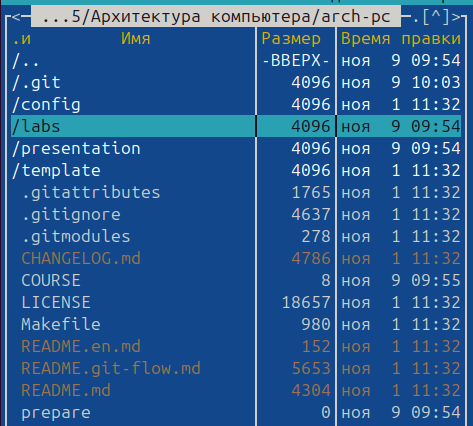 <─ ...5/Архитектура компьютера/arch-pc ─.[^]>
.и Имя Размер Время правки
/.. -ВВЕРХ- ноя 9 09:54
/.git 4096 ноя 9 10:03
/config 4096 ноя 1 11:32
/labs 4096 ноя 9 09:54
/presentation 4096 ноя 9 09:54
/template 4096 ноя 1 11:32
.gitattributes 1765 ноя 1 11:32
.gitignore 4637 ноя 1 11:32
.gitmodules 278 ноя 1 11:32
CHANGELOG.md 4786 ноя 1 11:32
COURSE 8 ноя 9 09:55
LICENSE 18657 ноя 1 11:32
Makefile 980 ноя 1 11:32
README.en.md 152 ноя 1 11:32
README.git-flow.md 5653 ноя 1 11:32
README.md 4304 ноя 1 11:32
prepare 0 ноя 9 09:54